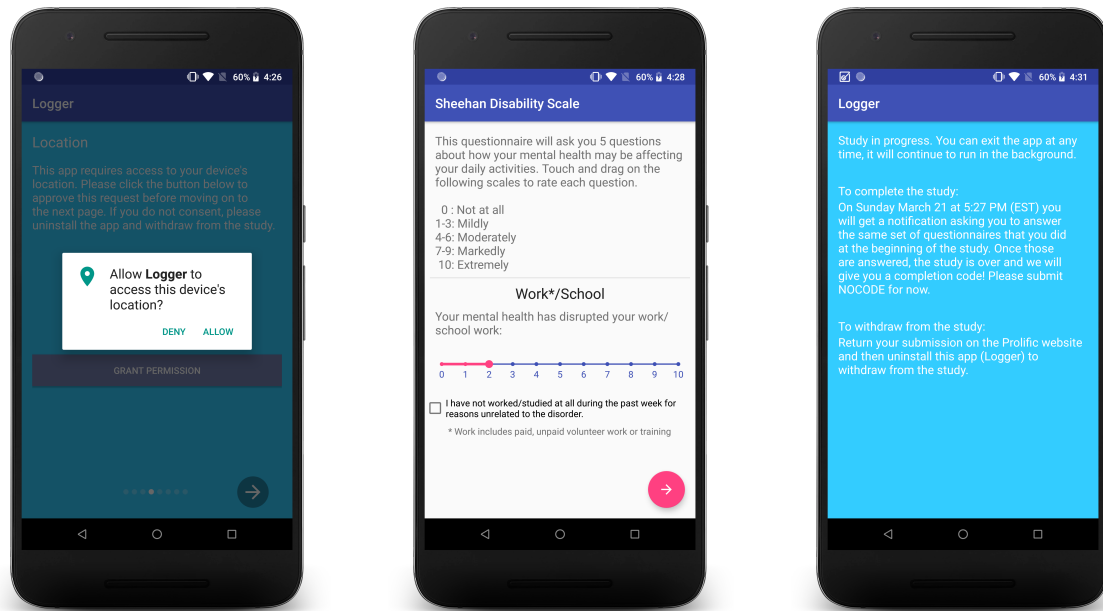 60% 4:26
Logger
Location
This app requires access to your device's
location. Please click the button below to
approve this request before moving on to
the next page. If you do not consent, please
uninstall the app and withdraw from the study.
Allow Logger to
access this device's
location?
DENY ALLOW
GRANT PERMISSION
60% 4:28
Sheehan Disability Scale
This questionnaire will ask you 5 questions
about how your mental health may be affecting
your daily activities. Touch and drag on the
following scales to rate each question.
0 : Not at all
1-3: Mildly
4-6: Moderately
7-9: Markedly
10: Extremely
Work*/School
Your mental health has disrupted your work/
school work:
0 1 2 3 4 5 6 7 8 9 10
I have not worked/studied at all during the past week for
reasons unrelated to the disorder.
* Work includes paid, unpaid volunteer work or training
60% 4:31
Logger
Study in progress. You can exit the app at any
time, it will continue to run in the background.
To complete the study:
On Sunday March 21 at 5:27 PM (EST) you
will get a notification asking you to answer
the same set of questionnaires that you did
at the beginning of the study. Once those
are answered, the study is over and we will
give you a completion code! Please submit
NOCODE for now.
To withdraw from the study:
Return your submission on the Prolific website
and then uninstall this app (Logger) to
withdraw from the study.